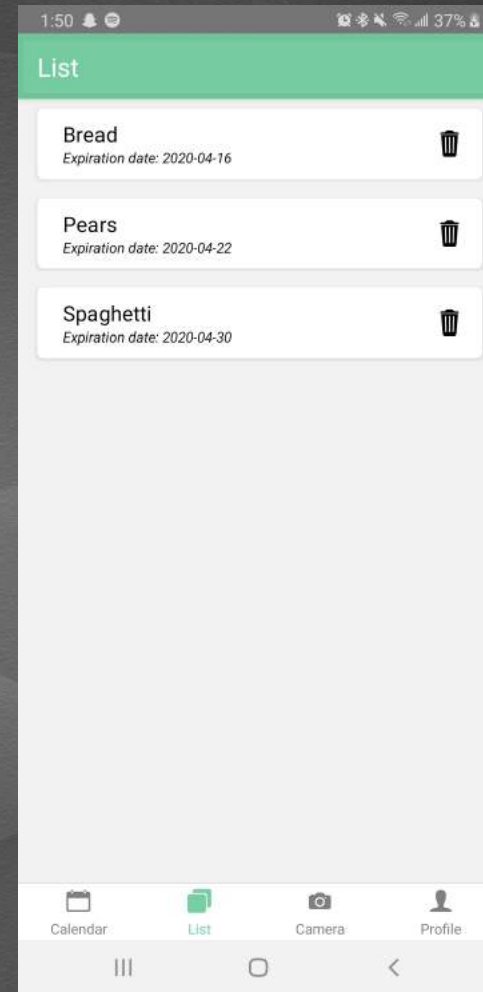 1:50
37%
List
Bread
Expiration date: 2020-04-16
Pears
Expiration date: 2020-04-22
Spaghetti
Expiration date: 2020-04-30
Calendar List Camera Profile